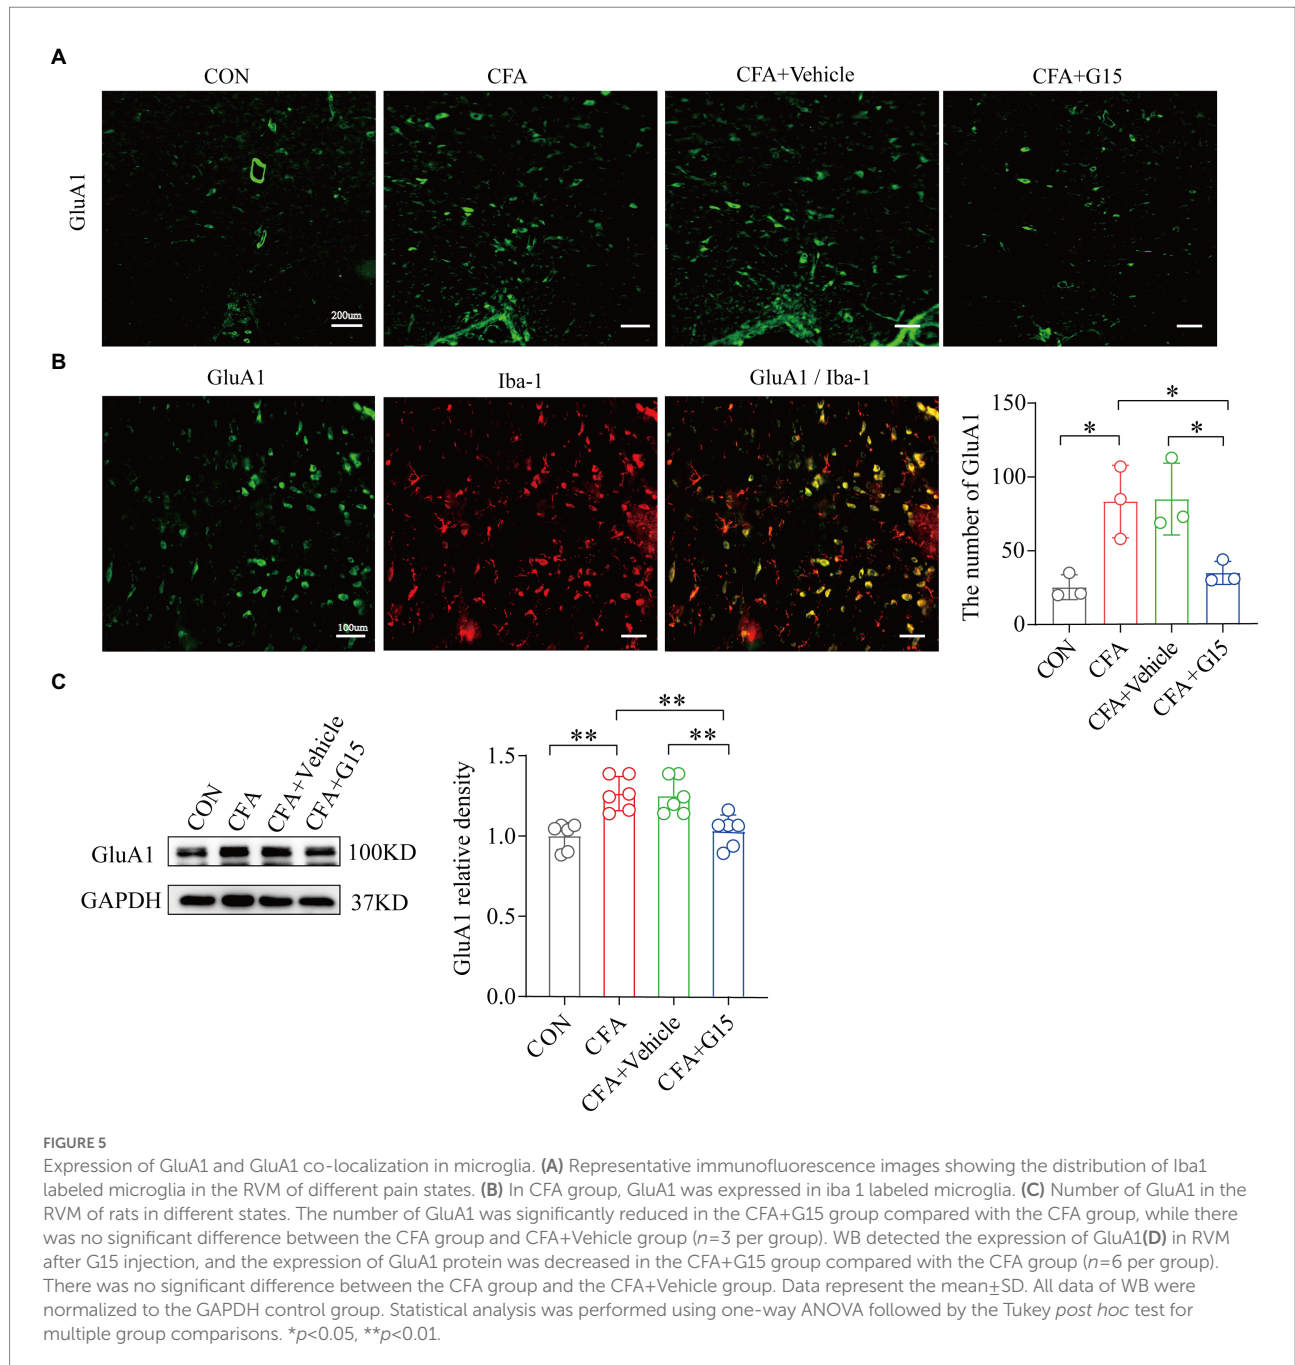 A
CON
CFA
CFA+Vehicle
CFA+G15
GluA1
200um
B
GluA1
Iba-1
GluA1 / Iba-1
100um
The number of GluA1
150
100
50
0
*
*
*
CON
CFA
CFA+Vehicle
CFA+G15
C
CON
CFA
CFA+Vehicle
CFA+G15
GluA1
100KD
GAPDH
37KD
GluA1 relative density
1.5
1.0
0.5
0.0
**
**
**
CON
CFA
CFA+Vehicle
CFA+G15
FIGURE 5
Expression of GluA1 and GluA1 co-localization in microglia. (A) Representative immunofluorescence images showing the distribution of Iba1
labeled microglia in the RVM of different pain states. (B) In CFA group, GluA1 was expressed in iba 1 labeled microglia. (C) Number of GluA1 in the
RVM of rats in different states. The number of GluA1 was significantly reduced in the CFA+G15 group compared with the CFA group, while there
was no significant difference between the CFA group and CFA+Vehicle group (n=3 per group). WB detected the expression of GluA1(D) in RVM
after G15 injection, and the expression of GluA1 protein was decreased in the CFA+G15 group compared with the CFA group (n=6 per group).
There was no significant difference between the CFA group and the CFA+Vehicle group. Data represent the mean±SD. All data of WB were
normalized to the GAPDH control group. Statistical analysis was performed using one-way ANOVA followed by the Tukey post hoc test for
multiple group comparisons. *p<0.05, **p<0.01.